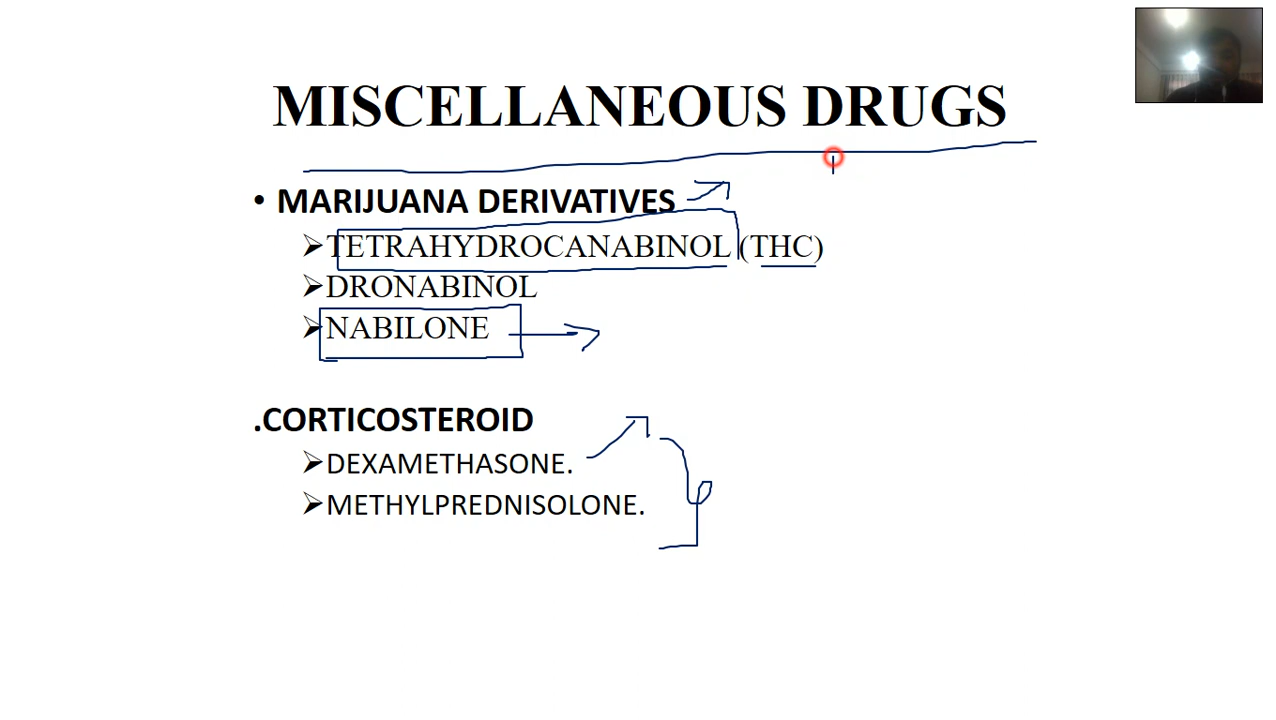 MISCELLANEOUS DRUGS
• MARIJUANA DERIVATIVES
➢TETRAHYDROCANABINOL (THC)
➢DRONABINOL
➢NABILONE
.CORTICOSTEROID
➢DEXAMETHASONE.
➢METHYLPREDNISOLONE.